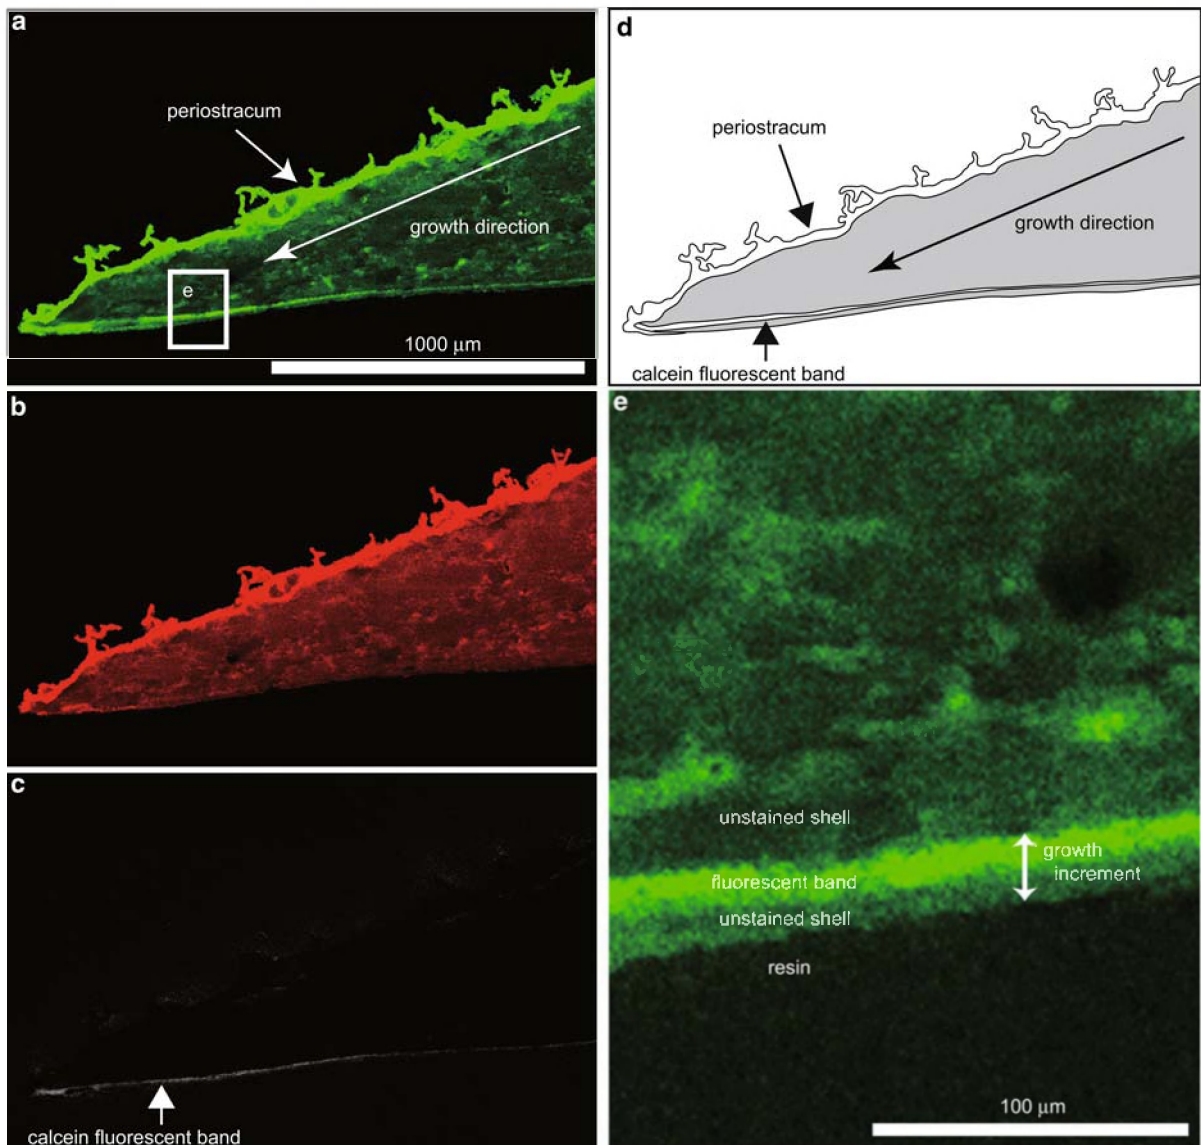 a
periostracum
growth direction
e
1000 μm
b
c
calcein fluorescent band
d
periostracum
growth direction
calcein fluorescent band
e
unstained shell
growth
increment
fluorescent band
unstained shell
resin
100 μm